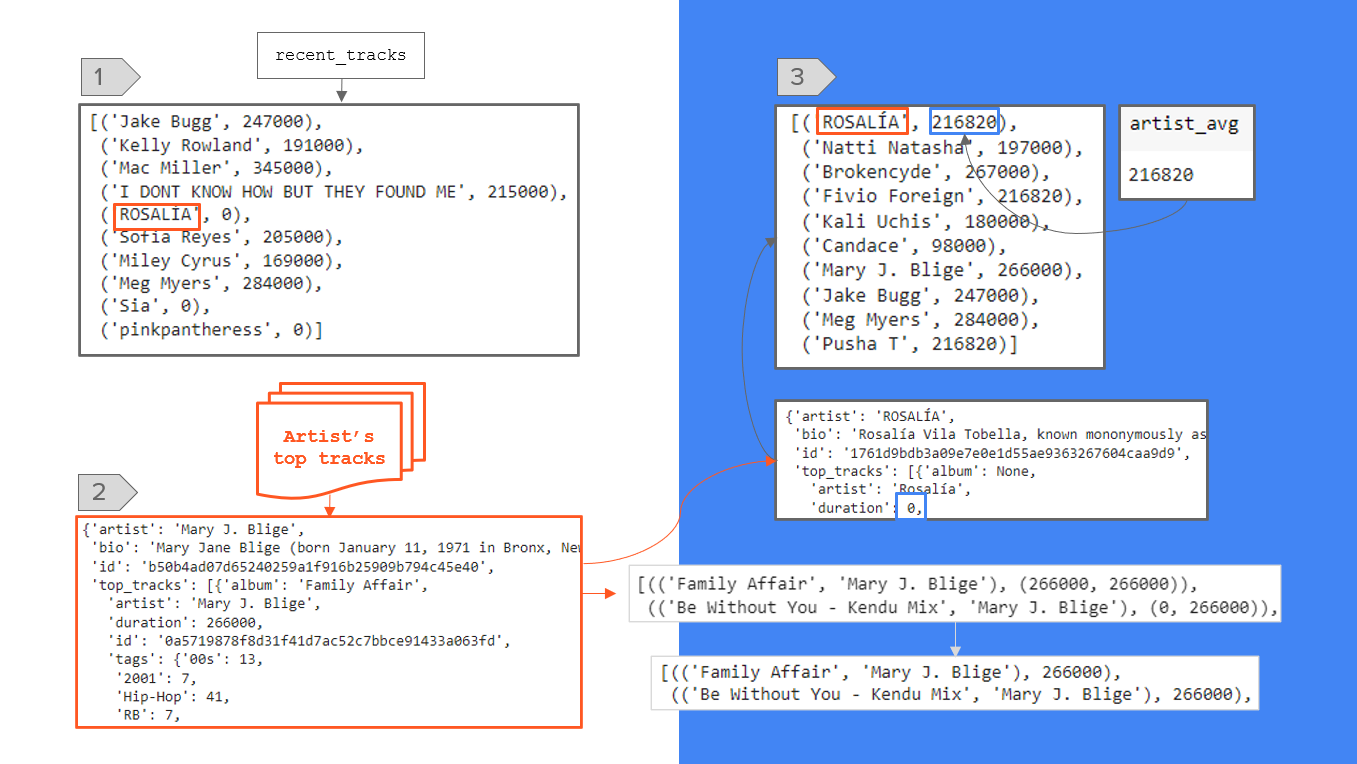 1
recent_tracks
[('Jake Bugg', 247000),
('Kelly Rowland', 191000),
('Mac Miller', 345000),
('I DONT KNOW HOW BUT THEY FOUND ME', 215000),
( ROSALÍA', 0),
('Sofia Reyes', 205000),
('Miley Cyrus', 169000),
('Meg Myers', 284000),
('Sia', 0),
('pinkpantheress', 0)]
Artist's
top tracks
2
{'artist': 'Mary J. Blige',
'bio': 'Mary Jane Blige (born January 11, 1971 in Bronx, New
'id': 'b50b4ad07d65240259a1f916b25909b794c45e40',
'top_tracks': [{'album': 'Family Affair',
'artist': 'Mary J. Blige',
'duration': 266000,
'id': '0a5719878f8d31f41d7ac52c7bbce91433a063fd',
'tags': {'00s': 13,
'2001': 7,
'Hip-Hop': 41,
'RB': 7,
3
[( ROSALÍA', 216820),
('Natti Natasha', 197000),
('Brokencyde', 267000),
('Fivio Foreign', 216820),
('Kali Uchis', 180000),
('Candace', 98000),
('Mary J. Blige', 266000),
('Jake Bugg', 247000),
('Meg Myers', 284000),
('Pusha T', 216820)]
artist_avg
216820
{'artist': 'ROSALÍA',
'bio': 'Rosalía Vila Tobella, known mononymously as
'id': '1761d9bdb3a09e7e0e1d55ae9363267604caa9d9',
'top_tracks': [{'album': None,
'artist': 'Rosalía',
'duration': 0,
[(('Family Affair', 'Mary J. Blige'), (266000, 266000)),
(('Be Without You - Kendu Mix', 'Mary J. Blige'), (0, 266000)),
[(('Family Affair', 'Mary J. Blige'), 266000),
(('Be Without You - Kendu Mix', 'Mary J. Blige'), 266000),